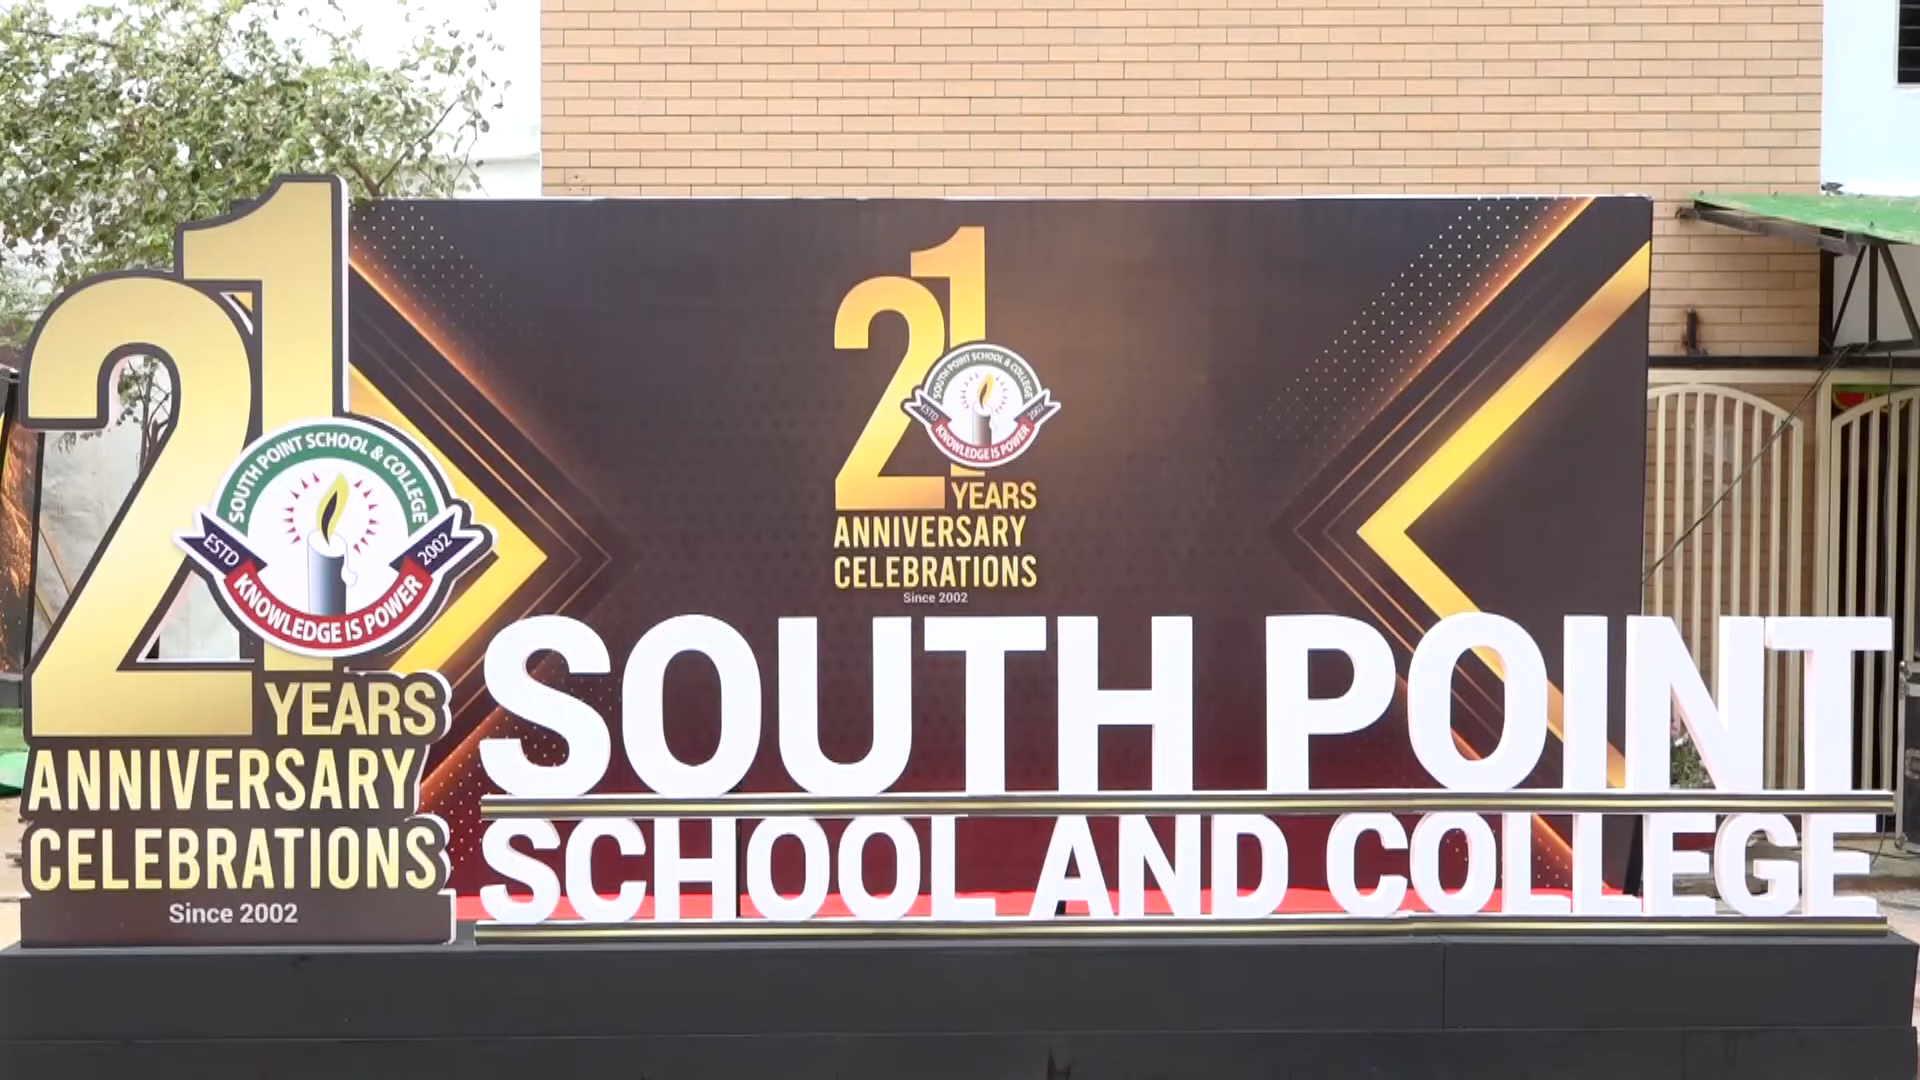 21
SOUTH POINT SCHOOL & COLLEGE
ESTD 2002
KNOWLEDGE IS POWER
YEARS
ANNIVERSARY
CELEBRATIONS
Since 2002
21
SOUTH POINT SCHOOL & COLLEGE
ESTD 2002
KNOWLEDGE IS POWER
YEARS
ANNIVERSARY
CELEBRATIONS
Since 2002
SOUTH POINT
SCHOOL AND COLLEGE